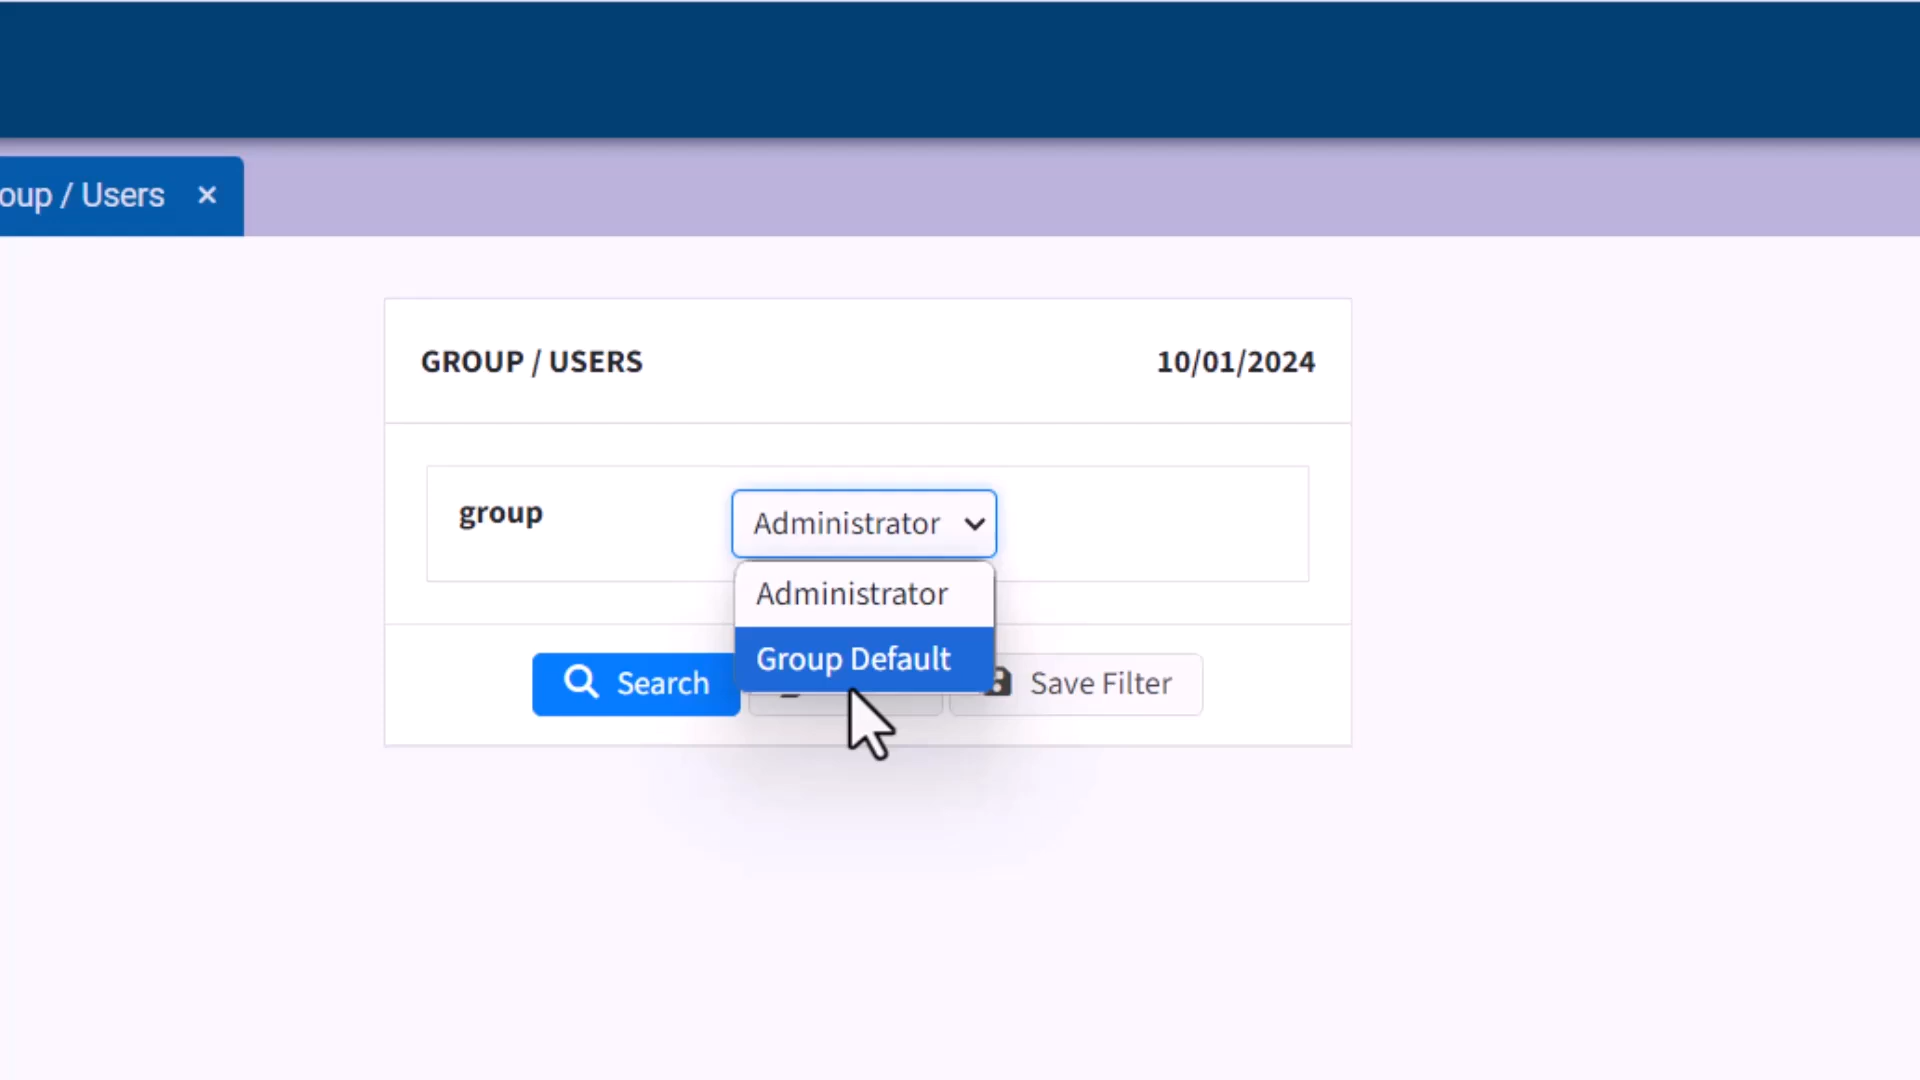 oup / Users ×
GROUP / USERS 10/01/2024
group Administrator
Administrator
Group Default
Search Save Filter